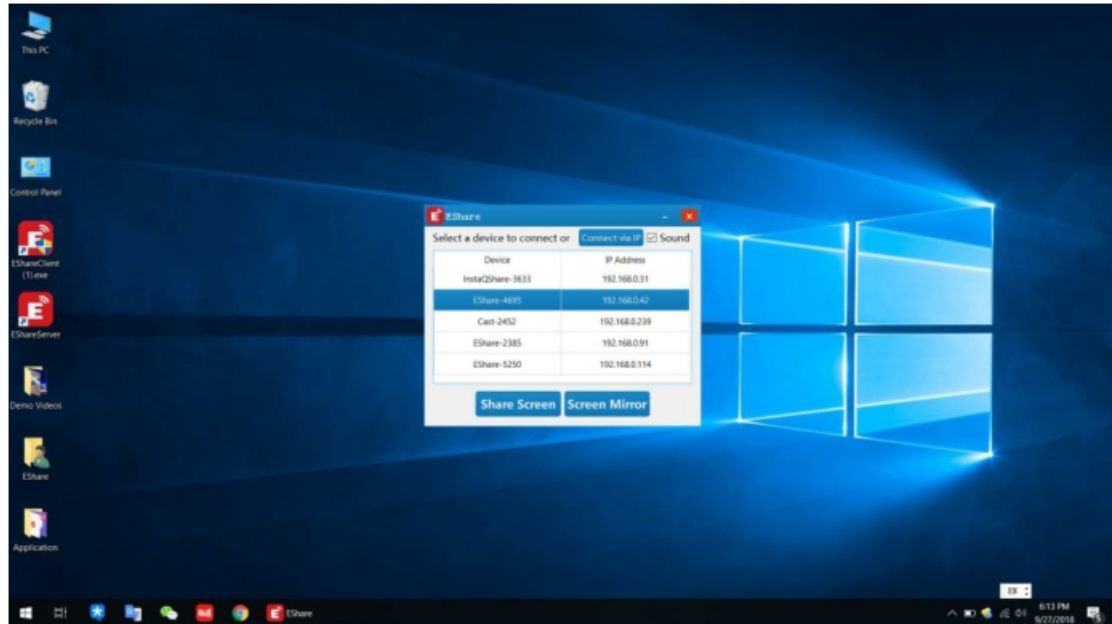 This PC
Recycle Bin
Control Panel
EShareClient
(1).exe
EShareServer
Demo Videos
EShare
Application
EShare
Select a device to connect or Connect via IP Sound
Device IP Address
InstaQShare-3633 192.168.0.31
EShare-4695 192.168.0.42
Cast-2452 192.168.0.239
EShare-2385 192.168.0.91
EShare-5250 192.168.0.114
Share Screen Screen Mirror
EShare
6:13 PM
9/27/2018